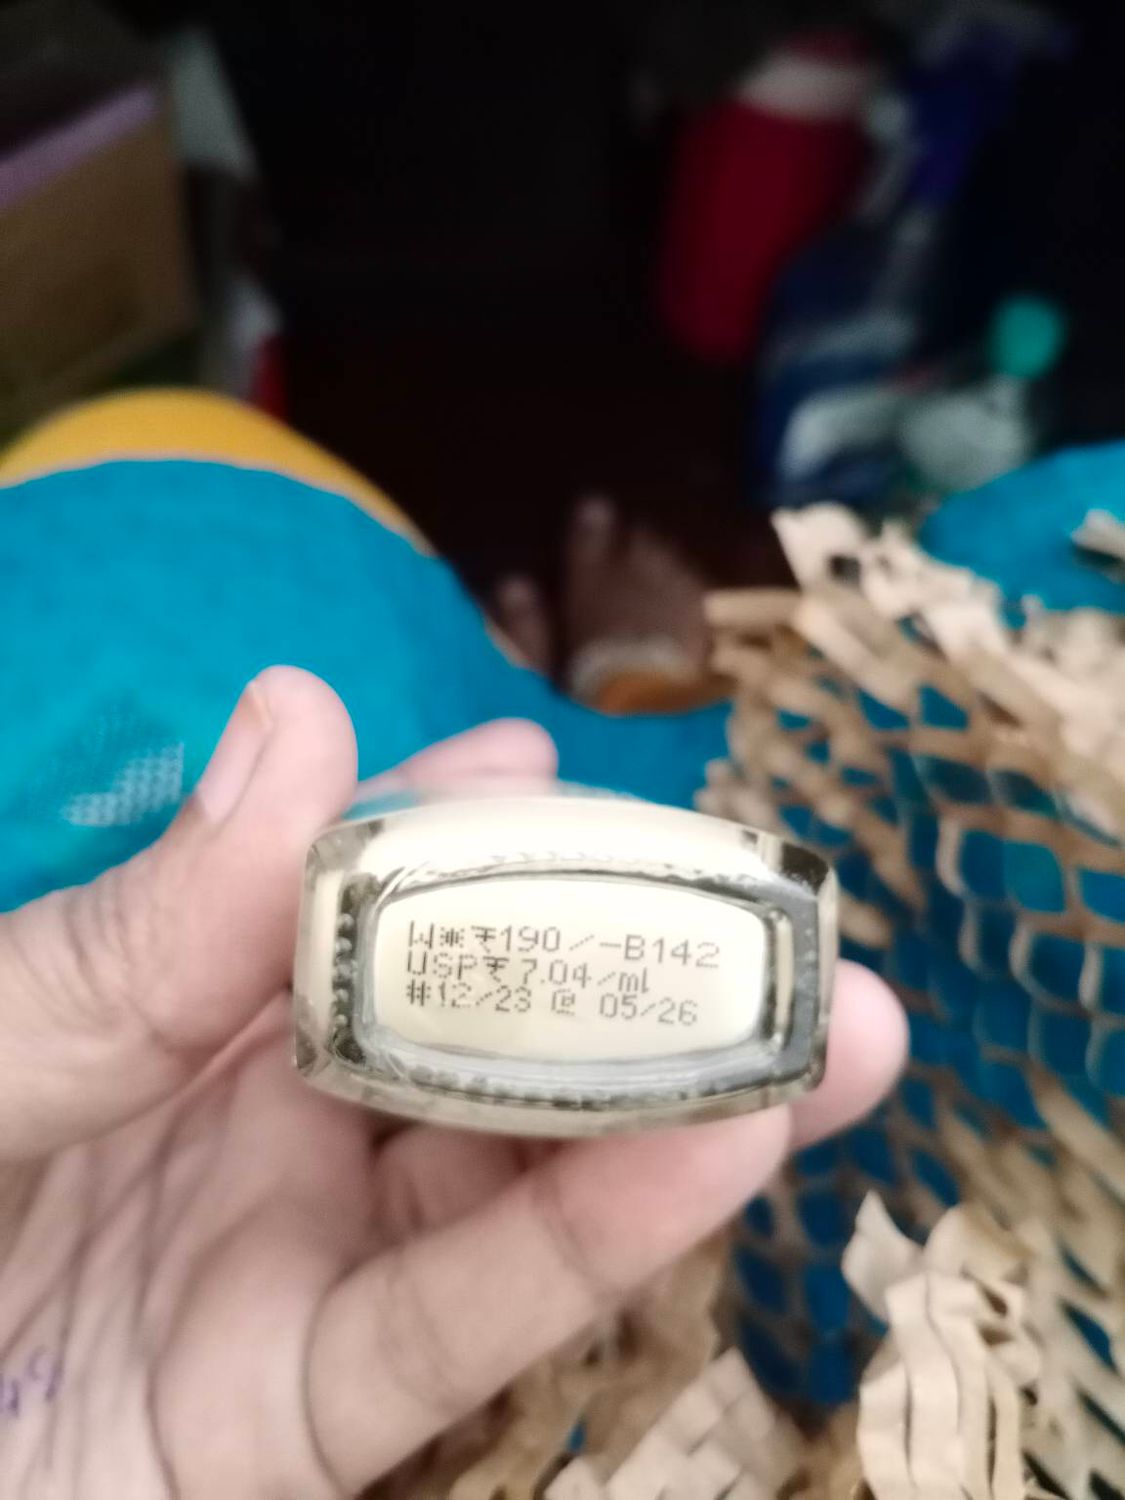 W*₹190/-B142
USP₹7.04/ml
#12/23 @ 05/26